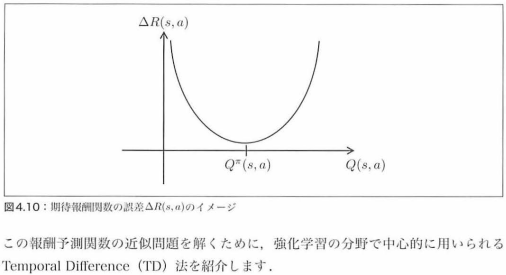 ΔR(s, a)
Q^π(s, a)
Q(s, a)
図4.10：期待報酬関数の誤差ΔR(s,a)のイメージ
この報酬予測関数の近似問題を解くために，強化学習の分野で中心的に用いられる
Temporal Difference（TD）法を紹介します．